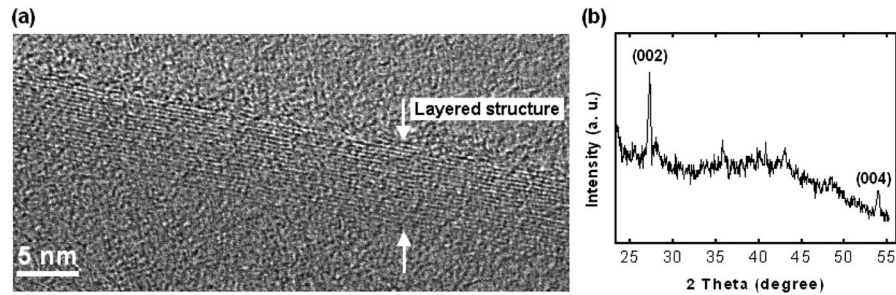 (a)
Layered structure
5 nm
(b)
(002)
(004)
Intensity (a. u.)
25 30 35 40 45 50 55
2 Theta (degree)